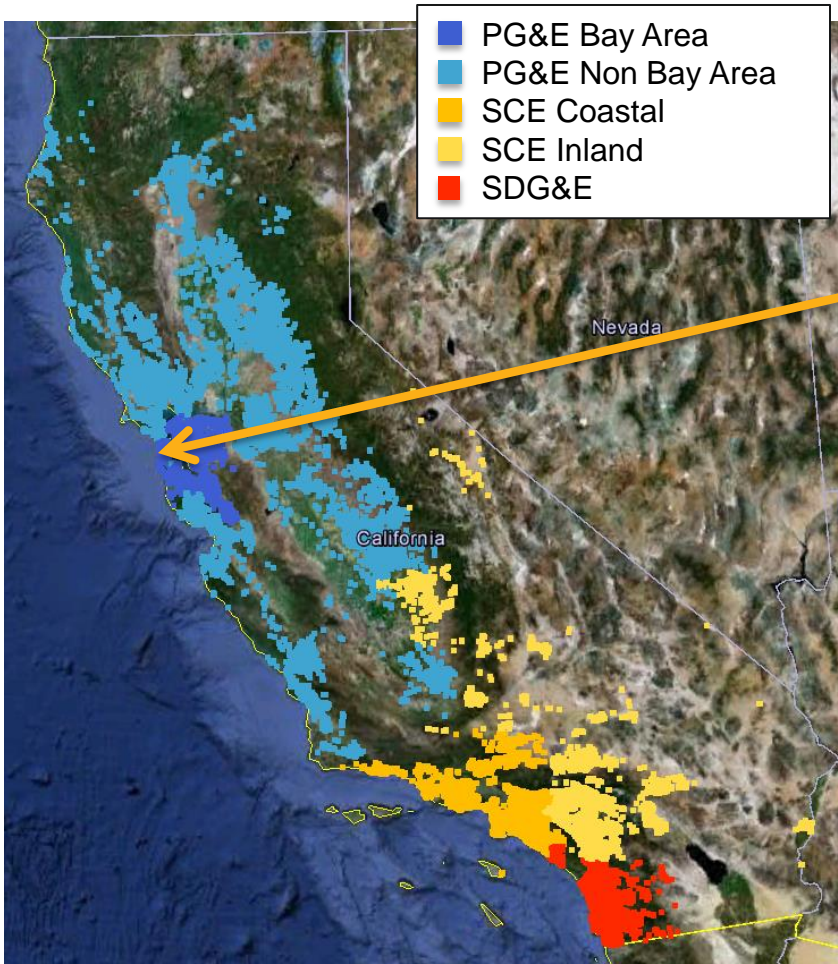 PG&E Bay Area
PG&E Non Bay Area
SCE Coastal
SCE Inland
SDG&E
Nevada
California